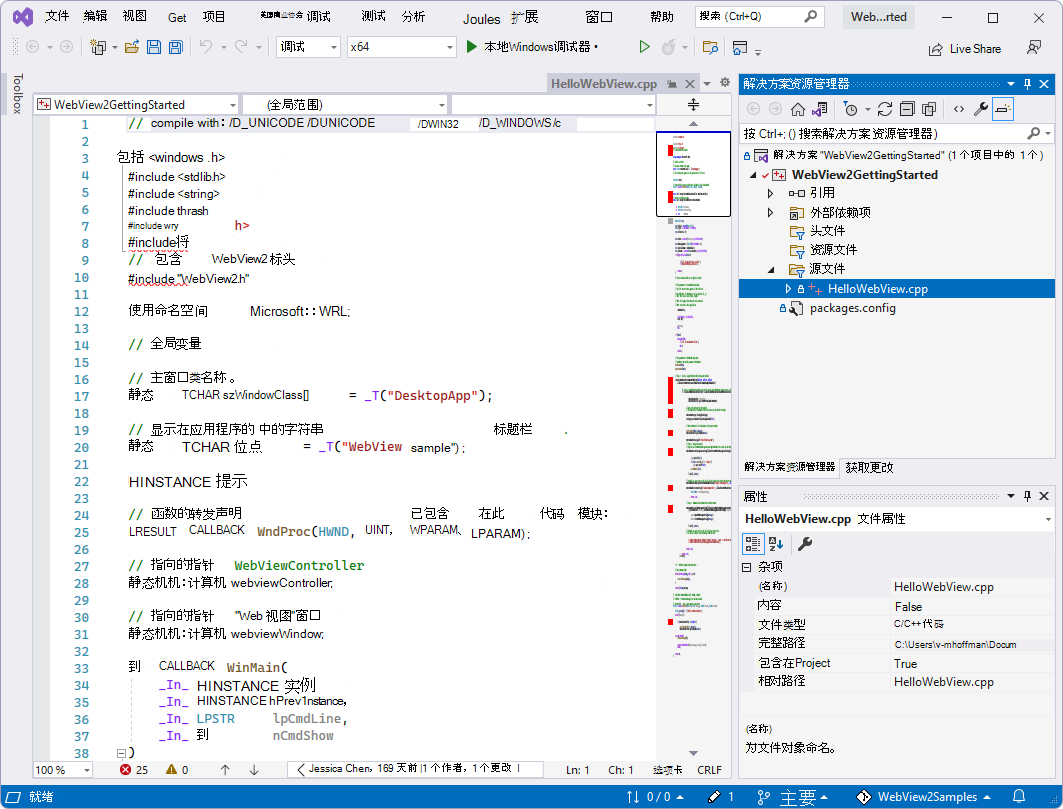 文件 编辑 视图 Get 项目 英国商业协会 调试 测试 分析 Joules 扩展 窗口 帮助 搜索 (Ctrl+Q) Web...rted
调试 x64 本地Windows调试器 Live Share
Toolbox
HelloWebView.cpp
WebView2GettingStarted (全局范围)
1 // compile with: /D_UNICODE /DUNICODE /DWIN32 /D_WINDOWS /c
2
3 包括 <windows .h>
4 #include <stdlib.h>
5 #include <string>
6 #include thrash
7 #include wry h>
8 #include将
9 // 包含 WebView2 标头
10 #include "WebView2.h"
11
12 使用命名空间 Microsoft::WRL;
13
14 // 全局变量
15
16 // 主窗口类名称。
17 静态 TCHAR szWindowClass[] = _T("DesktopApp");
18
19 // 显示在应用程序的 中的字符串 标题栏 .
20 静态 TCHAR 位点 = _T("WebView sample");
21
22 HINSTANCE 提示
23
24 // 函数的转发声明 已包含 在此 代码 模块:
25 LRESULT CALLBACK WndProc(HWND, UINT, WPARAM、 LPARAM);
26
27 // 指向的指针 WebViewController
28 静态机机:计算机 webviewController;
29
30 // 指向的指针 "Web 视图"窗口
31 静态机机:计算机 webviewWindow;
32
33 到 CALLBACK WinMain(
34 _In_ HINSTANCE 实例
35 _In_ HINSTANCE hPrev1nstance,
36 _In_ LPSTR lpCmdLine,
37 _In_ 到 nCmdShow
38 )
100 % 25 0 Jessica Chen，169 天前 |1 个作者，1 个更改 | Ln: 1 Ch: 1 选项卡 CRLF
解决方案资源管理器
按 Ctrl+; () 搜索解决方案资源管理器)
解决方案 "WebView2GettingStarted" (1 个项目中的 1个)
WebView2GettingStarted
引用
外部依赖项
头文件
资源文件
源文件
HelloWebView.cpp
packages.config
解决方案资源管理器 获取更改
属性
HelloWebView.cpp 文件属性
杂项
(名称) HelloWebView.cpp
内容 False
文件类型 C/C++ 代码
完整路径 C:\Users\v-mhoffman\Docum
包含在Project True
相对路径 HelloWebView.cpp
(名称)
为文件对象命名。
就绪 0 / 0 1 主要 WebView2Samples